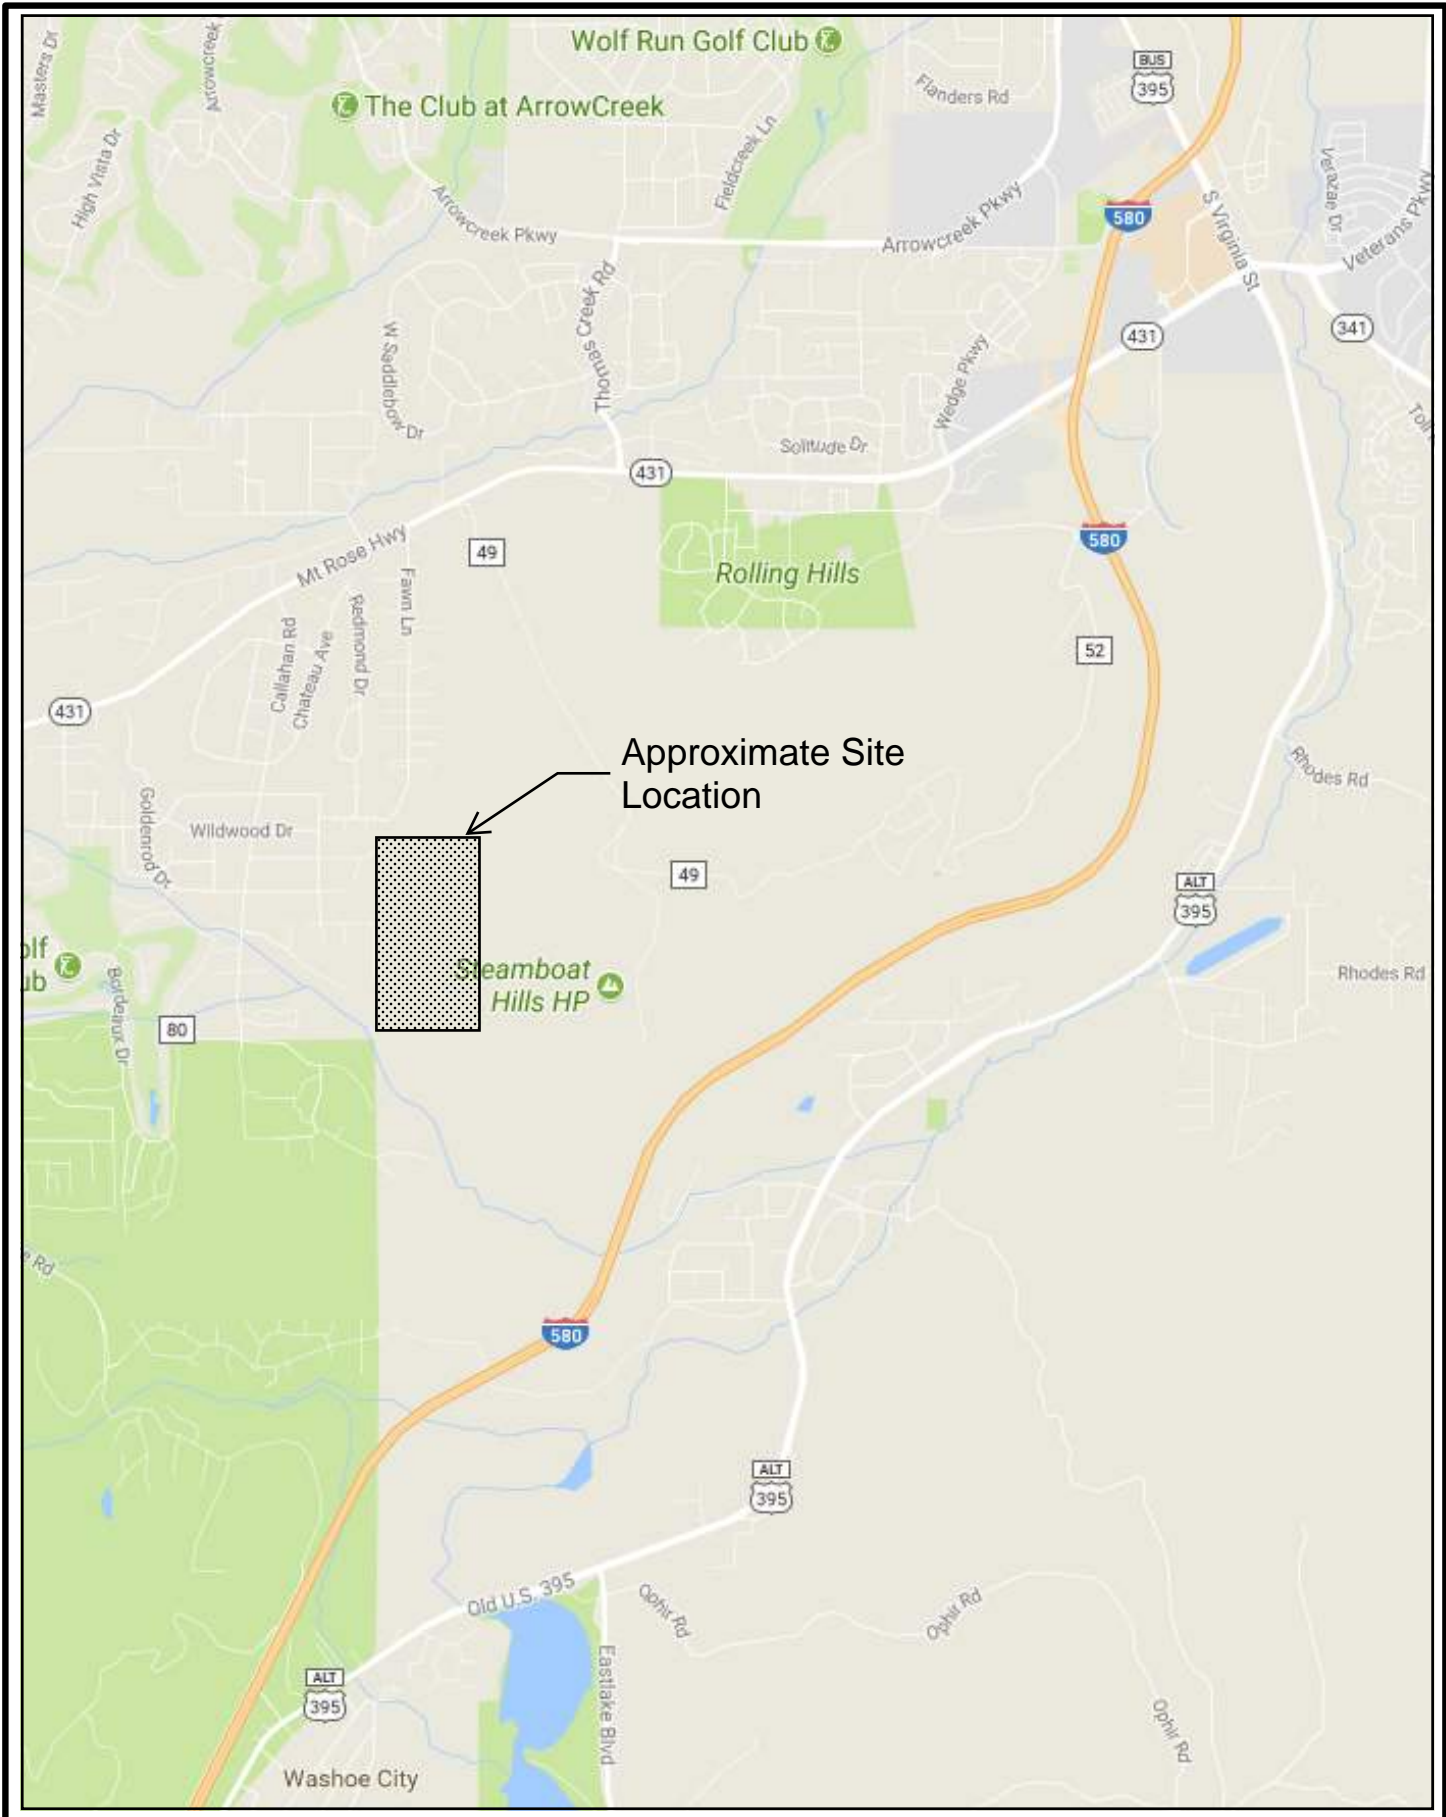 Wolf Run Golf Club
The Club at ArrowCreek
Masters Dr
Arrowcreek
High Vista Dr
Flanders Rd
BUS
395
Fieldcreek Ln
Verazae Dr
Arrowcreek Pkwy
Arrowcreek Pkwy
580
S Virginia St
Veterans Pkwy
Thomas Creek Rd
W Saddlebow Dr
431
341
Wedge Pkwy
Toll
Solitude Dr
431
Mt Rose Hwy
49
580
Rolling Hills
Fawn Ln
Redmond Dr
Callahan Rd
Chateau Ave
52
431
Approximate Site
Location
Rhodes Rd
Goldenrod Dr
Wildwood Dr
49
ALT
395
olf
ub
Steamboat
Hills HP
Rhodes Rd
Bordeaux Dr
80
e Rd
580
ALT
395
Old U.S. 395
Ophir Rd
Ophir Rd
Eastlake Blvd
ALT
395
Ophir Rd
Washoe City